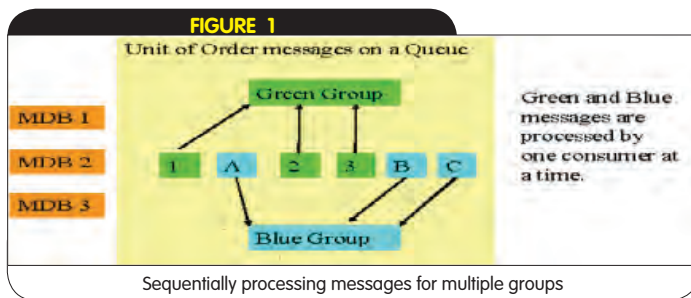 FIGURE 1
Unit of Order messages on a Queue
Green Group
MDB 1
MDB 2
MDB 3
1 A 2 3 B C
Blue Group
Green and Blue
messages are
processed by
one consumer at
a time.
Sequentially processing messages for multiple groups